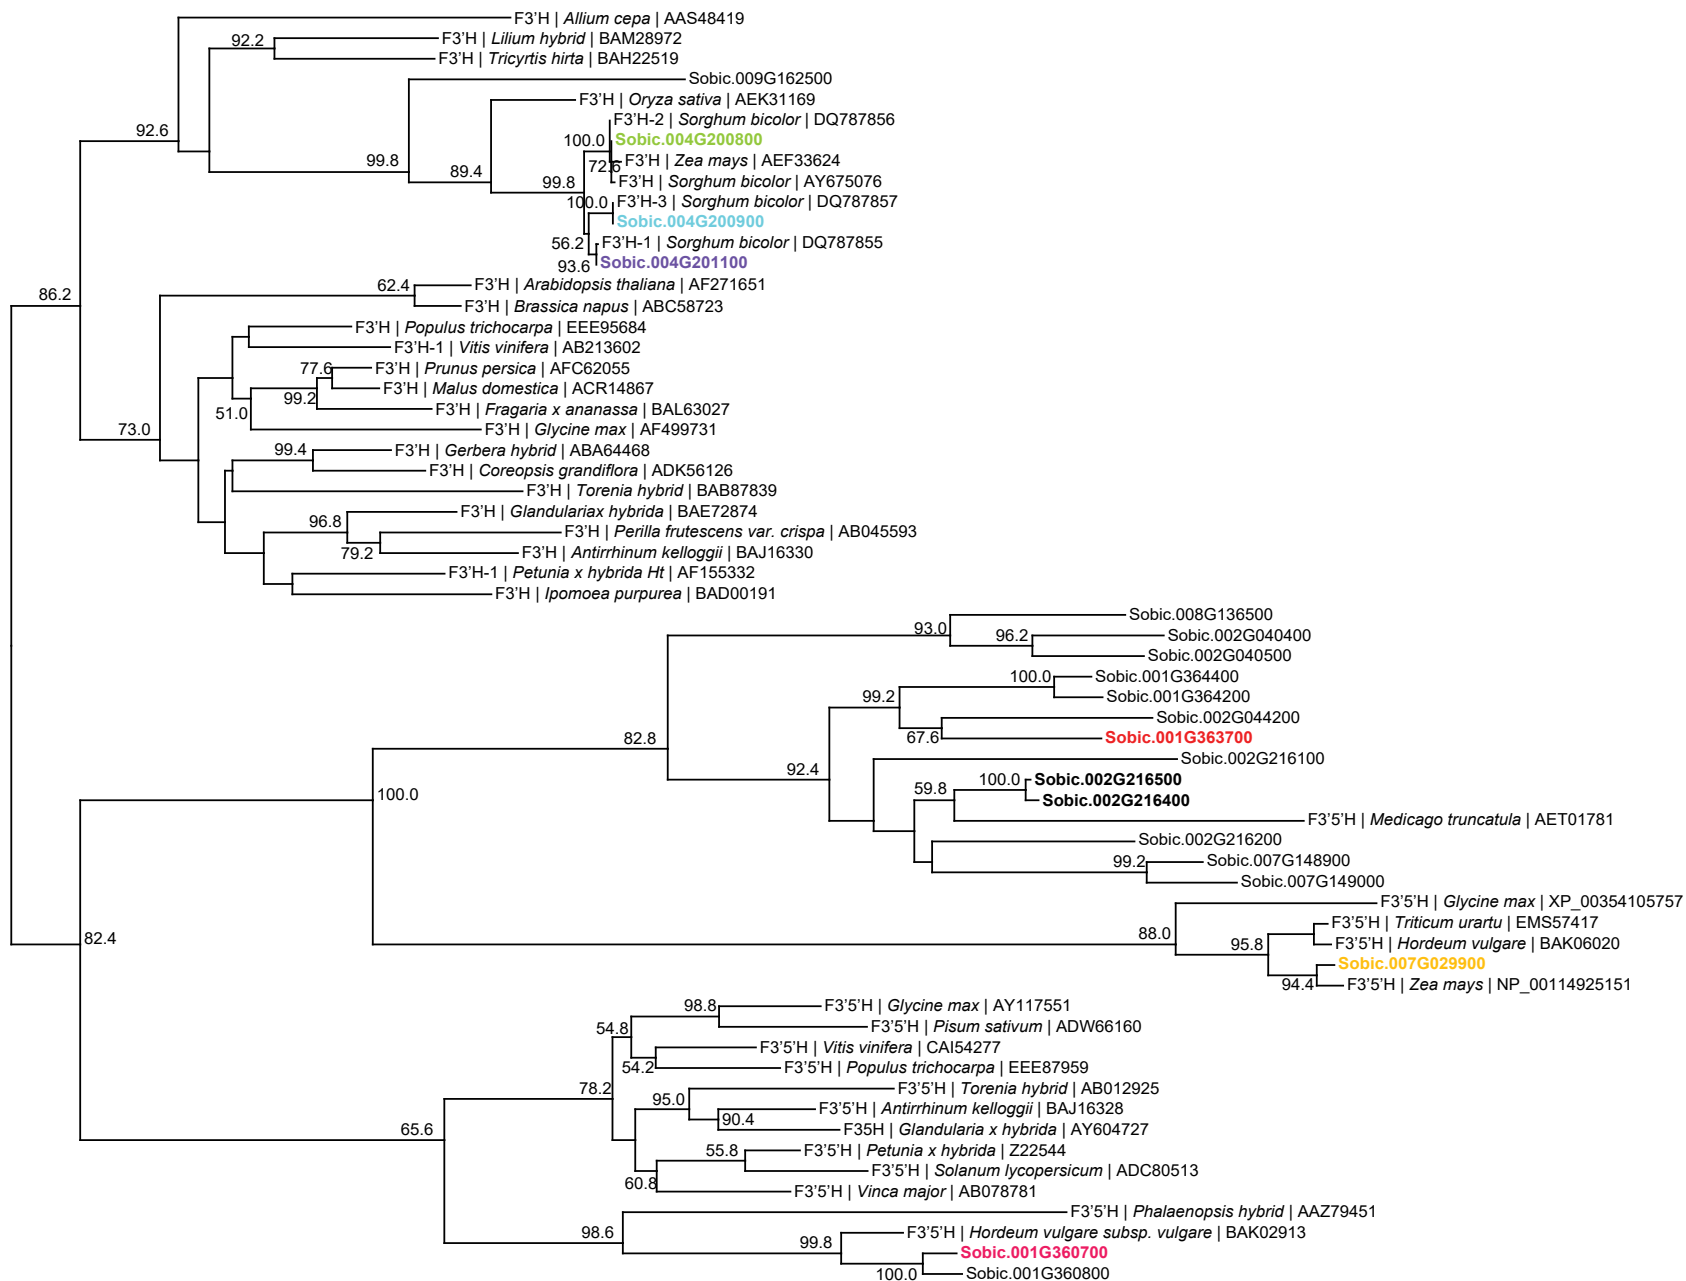 F3'H | Allium cepa | AAS48419
92.2
F3'H | Lilium hybrid | BAM28972
F3'H | Tricyrtis hirta | BAH22519
Sobic.009G162500
F3'H | Oryza sativa | AEK31169
F3'H-2 | Sorghum bicolor | DQ787856
92.6
100.0
Sobic.004G200800
99.8
72.6
F3'H | Zea mays | AEF33624
89.4
99.8
F3'H | Sorghum bicolor | AY675076
100.0
F3'H-3 | Sorghum bicolor | DQ787857
Sobic.004G200900
56.2
F3'H-1 | Sorghum bicolor | DQ787855
93.6
Sobic.004G201100
86.2
62.4
F3'H | Arabidopsis thaliana | AF271651
F3'H | Brassica napus | ABC58723
F3'H | Populus trichocarpa | EEE95684
F3'H-1 | Vitis vinifera | AB213602
77.6
F3'H | Prunus persica | AFC62055
99.2
F3'H | Malus domestica | ACR14867
51.0
F3'H | Fragaria x ananassa | BAL63027
73.0
F3'H | Glycine max | AF499731
99.4
F3'H | Gerbera hybrid | ABA64468
F3'H | Coreopsis grandiflora | ADK56126
F3'H | Torenia hybrid | BAB87839
96.8
F3'H | Glandulariax hybrida | BAE72874
F3'H | Perilla frutescens var. crispa | AB045593
79.2
F3'H | Antirrhinum kelloggii | BAJ16330
F3'H-1 | Petunia x hybrida Ht | AF155332
F3'H | Ipomoea purpurea | BAD00191
Sobic.008G136500
93.0
96.2
Sobic.002G040400
Sobic.002G040500
100.0
Sobic.001G364400
99.2
Sobic.001G364200
Sobic.002G044200
82.8
67.6
Sobic.001G363700
Sobic.002G216100
92.4
100.0
Sobic.002G216500
59.8
100.0
Sobic.002G216400
F3'5'H | Medicago truncatula | AET01781
Sobic.002G216200
99.2
Sobic.007G148900
Sobic.007G149000
F3'5'H | Glycine max | XP_00354105757
F3'5'H | Triticum urartu | EMS57417
82.4
88.0
95.8
F3'5'H | Hordeum vulgare | BAK06020
Sobic.007G029900
94.4
F3'5'H | Zea mays | NP_00114925151
98.8
F3'5'H | Glycine max | AY117551
54.8
F3'5'H | Pisum sativum | ADW66160
F3'5'H | Vitis vinifera | CAI54277
54.2
F3'5'H | Populus trichocarpa | EEE87959
78.2
F3'5'H | Torenia hybrid | AB012925
95.0
F3'5'H | Antirrhinum kelloggii | BAJ16328
65.6
90.4
F35H | Glandularia x hybrida | AY604727
55.8
F3'5'H | Petunia x hybrida | Z22544
F3'5'H | Solanum lycopersicum | ADC80513
60.8
F3'5'H | Vinca major | AB078781
F3'5'H | Phalaenopsis hybrid | AAZ79451
98.6
99.8
F3'5'H | Hordeum vulgare subsp. vulgare | BAK02913
Sobic.001G360700
100.0
Sobic.001G360800